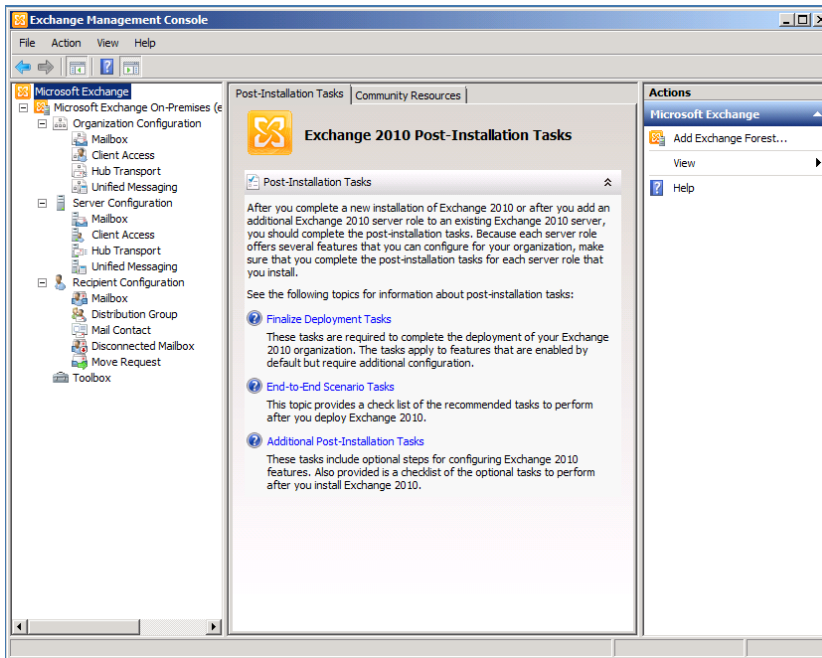 Exchange Management Console
File Action View Help
Microsoft Exchange
Microsoft Exchange On-Premises (e
Organization Configuration
Mailbox
Client Access
Hub Transport
Unified Messaging
Server Configuration
Mailbox
Client Access
Hub Transport
Unified Messaging
Recipient Configuration
Mailbox
Distribution Group
Mail Contact
Disconnected Mailbox
Move Request
Toolbox
Post-Installation Tasks Community Resources
Exchange 2010 Post-Installation Tasks
Post-Installation Tasks
After you complete a new installation of Exchange 2010 or after you add an
additional Exchange 2010 server role to an existing Exchange 2010 server,
you should complete the post-installation tasks. Because each server role
offers several features that you can configure for your organization, make
sure that you complete the post-installation tasks for each server role that
you install.
See the following topics for information about post-installation tasks:
Finalize Deployment Tasks
These tasks are required to complete the deployment of your Exchange
2010 organization. The tasks apply to features that are enabled by
default but require additional configuration.
End-to-End Scenario Tasks
This topic provides a check list of the recommended tasks to perform
after you deploy Exchange 2010.
Additional Post-Installation Tasks
These tasks include optional steps for configuring Exchange 2010
features. Also provided is a checklist of the optional tasks to perform
after you install Exchange 2010.
Actions
Microsoft Exchange
Add Exchange Forest...
View
Help